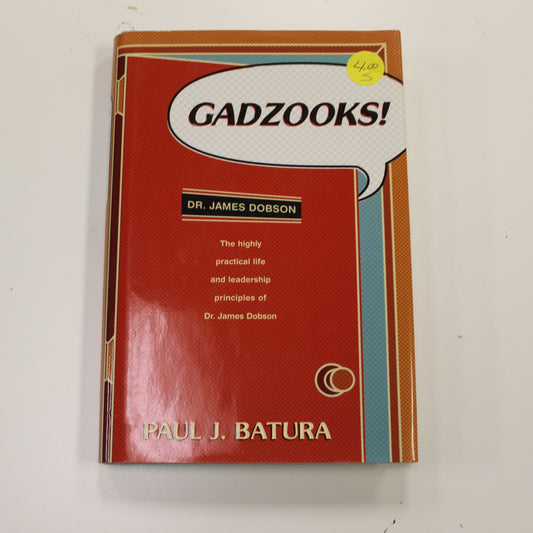 4.00
S
GADZOOKS!
DR. JAMES DOBSON
The highly
practical life
and leadership
principles of
Dr. James Dobson
PAUL J. BATURA